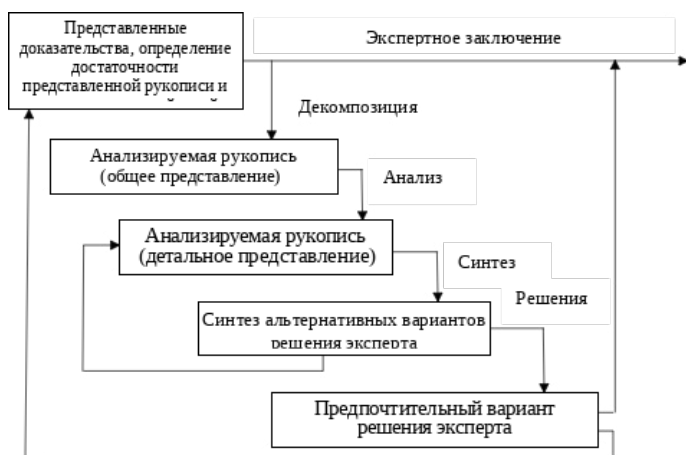 Представленные
доказательства, определение
достаточности
представленной рукописи и
Экспертное заключение
Декомпозиция
Анализируемая рукопись
(общее представление)
Анализ
Анализируемая рукопись
(детальное представление)
Синтез
Решения
Синтез альтернативных вариантов
решения эксперта
Предпочтительный вариант
решения эксперта